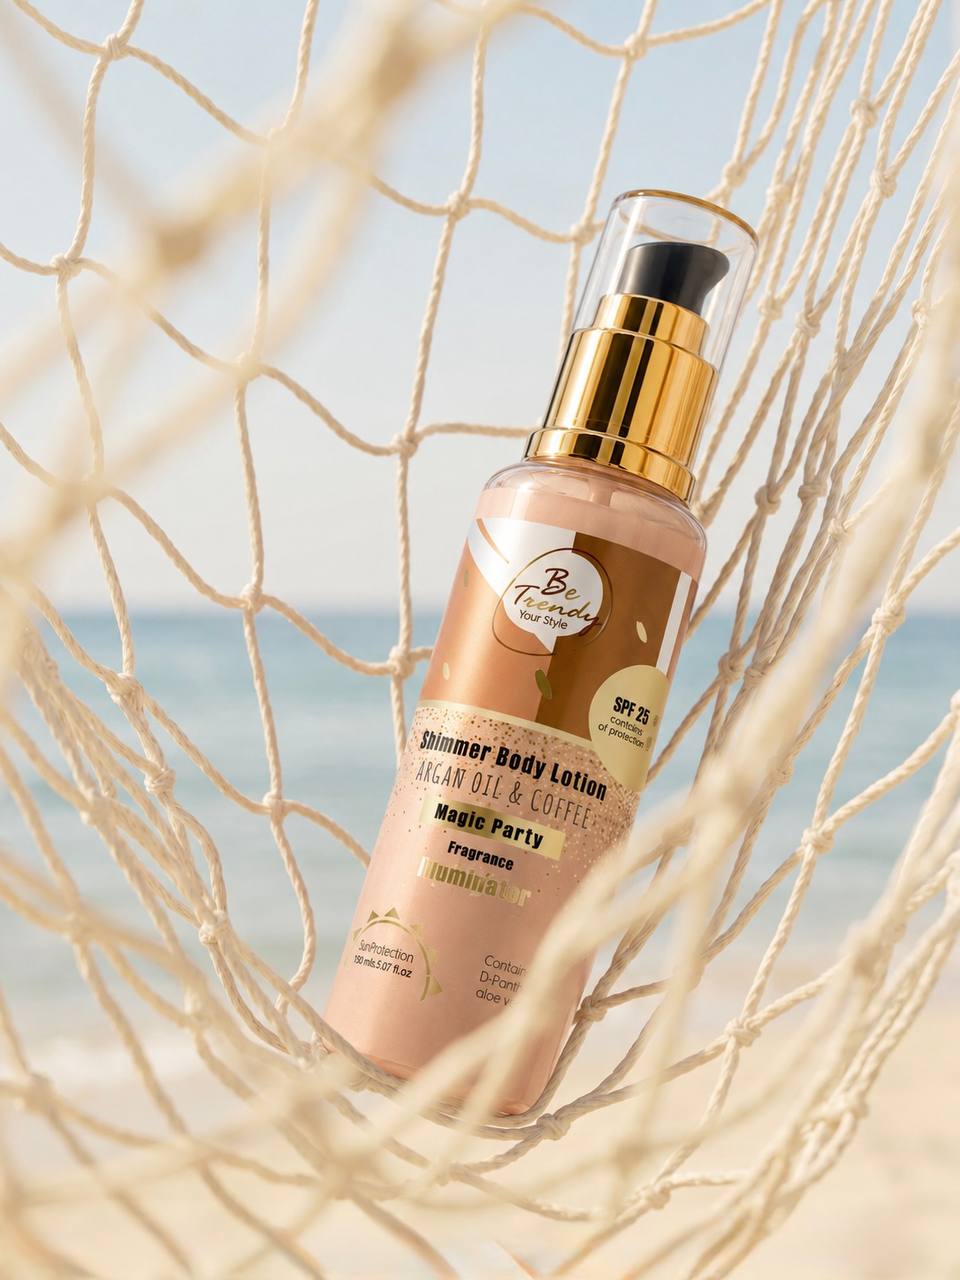 Be
Trendy
Your Style
SPF 25
contains
of protection
Shimmer Body Lotion
ARGAN OIL & COFFEE
Magic Party
Fragrance
Illuminator
SunProtection
150 mls.5.07 fl.oz
Contain
D-Panth
aloe v